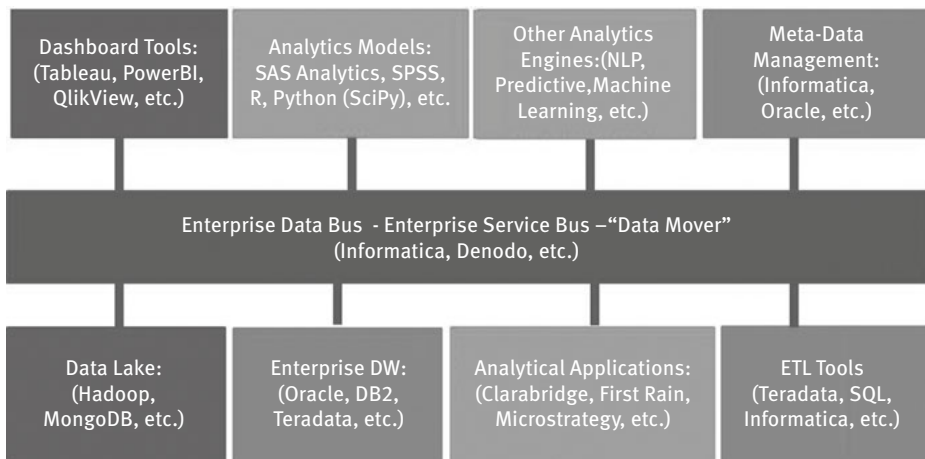 Dashboard Tools:
(Tableau, PowerBI,
QlikView, etc.)
Analytics Models:
SAS Analytics, SPSS,
R, Python (SciPy), etc.
Other Analytics
Engines:(NLP,
Predictive,Machine
Learning, etc.)
Meta-Data
Management:
(Informatica,
Oracle, etc.)
Enterprise Data Bus - Enterprise Service Bus –“Data Mover”
(Informatica, Denodo, etc.)
Data Lake:
(Hadoop,
MongoDB, etc.)
Enterprise DW:
(Oracle, DB2,
Teradata, etc.)
Analytical Applications:
(Clarabridge, First Rain,
Microstrategy, etc.)
ETL Tools
(Teradata, SQL,
Informatica, etc.)